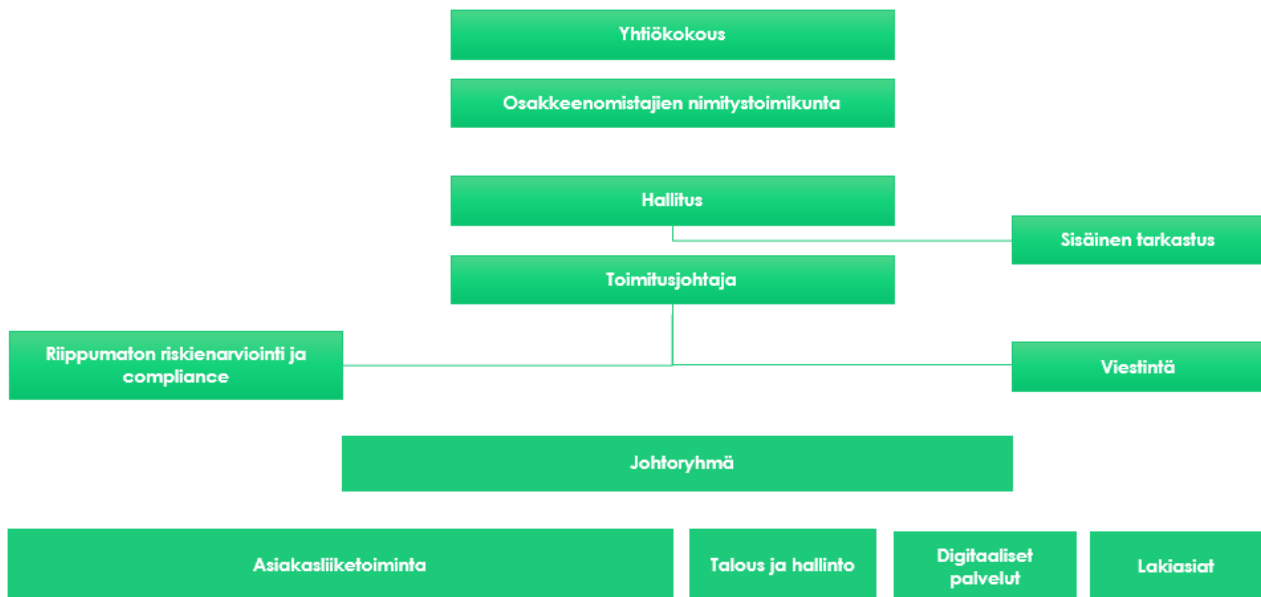 Yhtiökokous
Osakkeenomistajien nimitystoimikunta
Hallitus
Sisäinen tarkastus
Toimitusjohtaja
Riippumaton riskienarviointi ja
compliance
Viestintä
Johtoryhmä
Asiakasliiketoiminta
Talous ja hallinto
Digitaaliset
palvelut
Lakiasiat